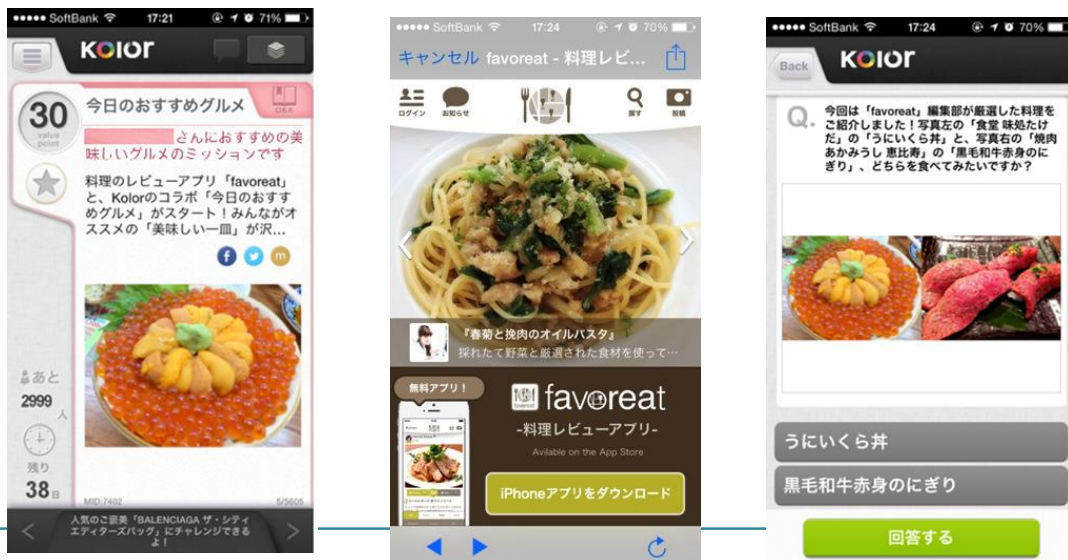 SoftBank 17:21 71%
KOlOr
30
value
point
今日のおすすめグルメ
Q&A
さんにおすすめの美
味しいグルメのミッションです
料理のレビューアプリ「favoreat」
と、Kolorのコラボ「今日のおすす
めグルメ」がスタート！みんながオ
ススメの「美味しい一皿」が沢...
f
m
あと
2999
人
残り
38日
MID:7402 5/5605
人気のご褒美「BALENCIAGA ザ・シティ
エディターズバッグ」にチャレンジできる
よ！
SoftBank 17:24 70%
キャンセル favoreat - 料理レビ...
ログイン お知らせ 探す 投稿
『春菊と挽肉のオイルパスタ』
採れたて野菜と厳選された食材を使って…
無料アプリ！
favoreat
-料理レビューアプリ-
Avilable on the App Store
iPhoneアプリをダウンロード
SoftBank 17:24 70%
Back
KOlOr
Q.
今回は「favoreat」編集部が厳選した料理を
ご紹介しました！写真左の「食堂 味処たけ
だ」の「うにいくら丼」と、写真右の「焼肉
あかみうし 恵比寿」の「黒毛和牛赤身のに
ぎり」、どちらを食べてみたいですか？
うにいくら丼
黒毛和牛赤身のにぎり
回答する